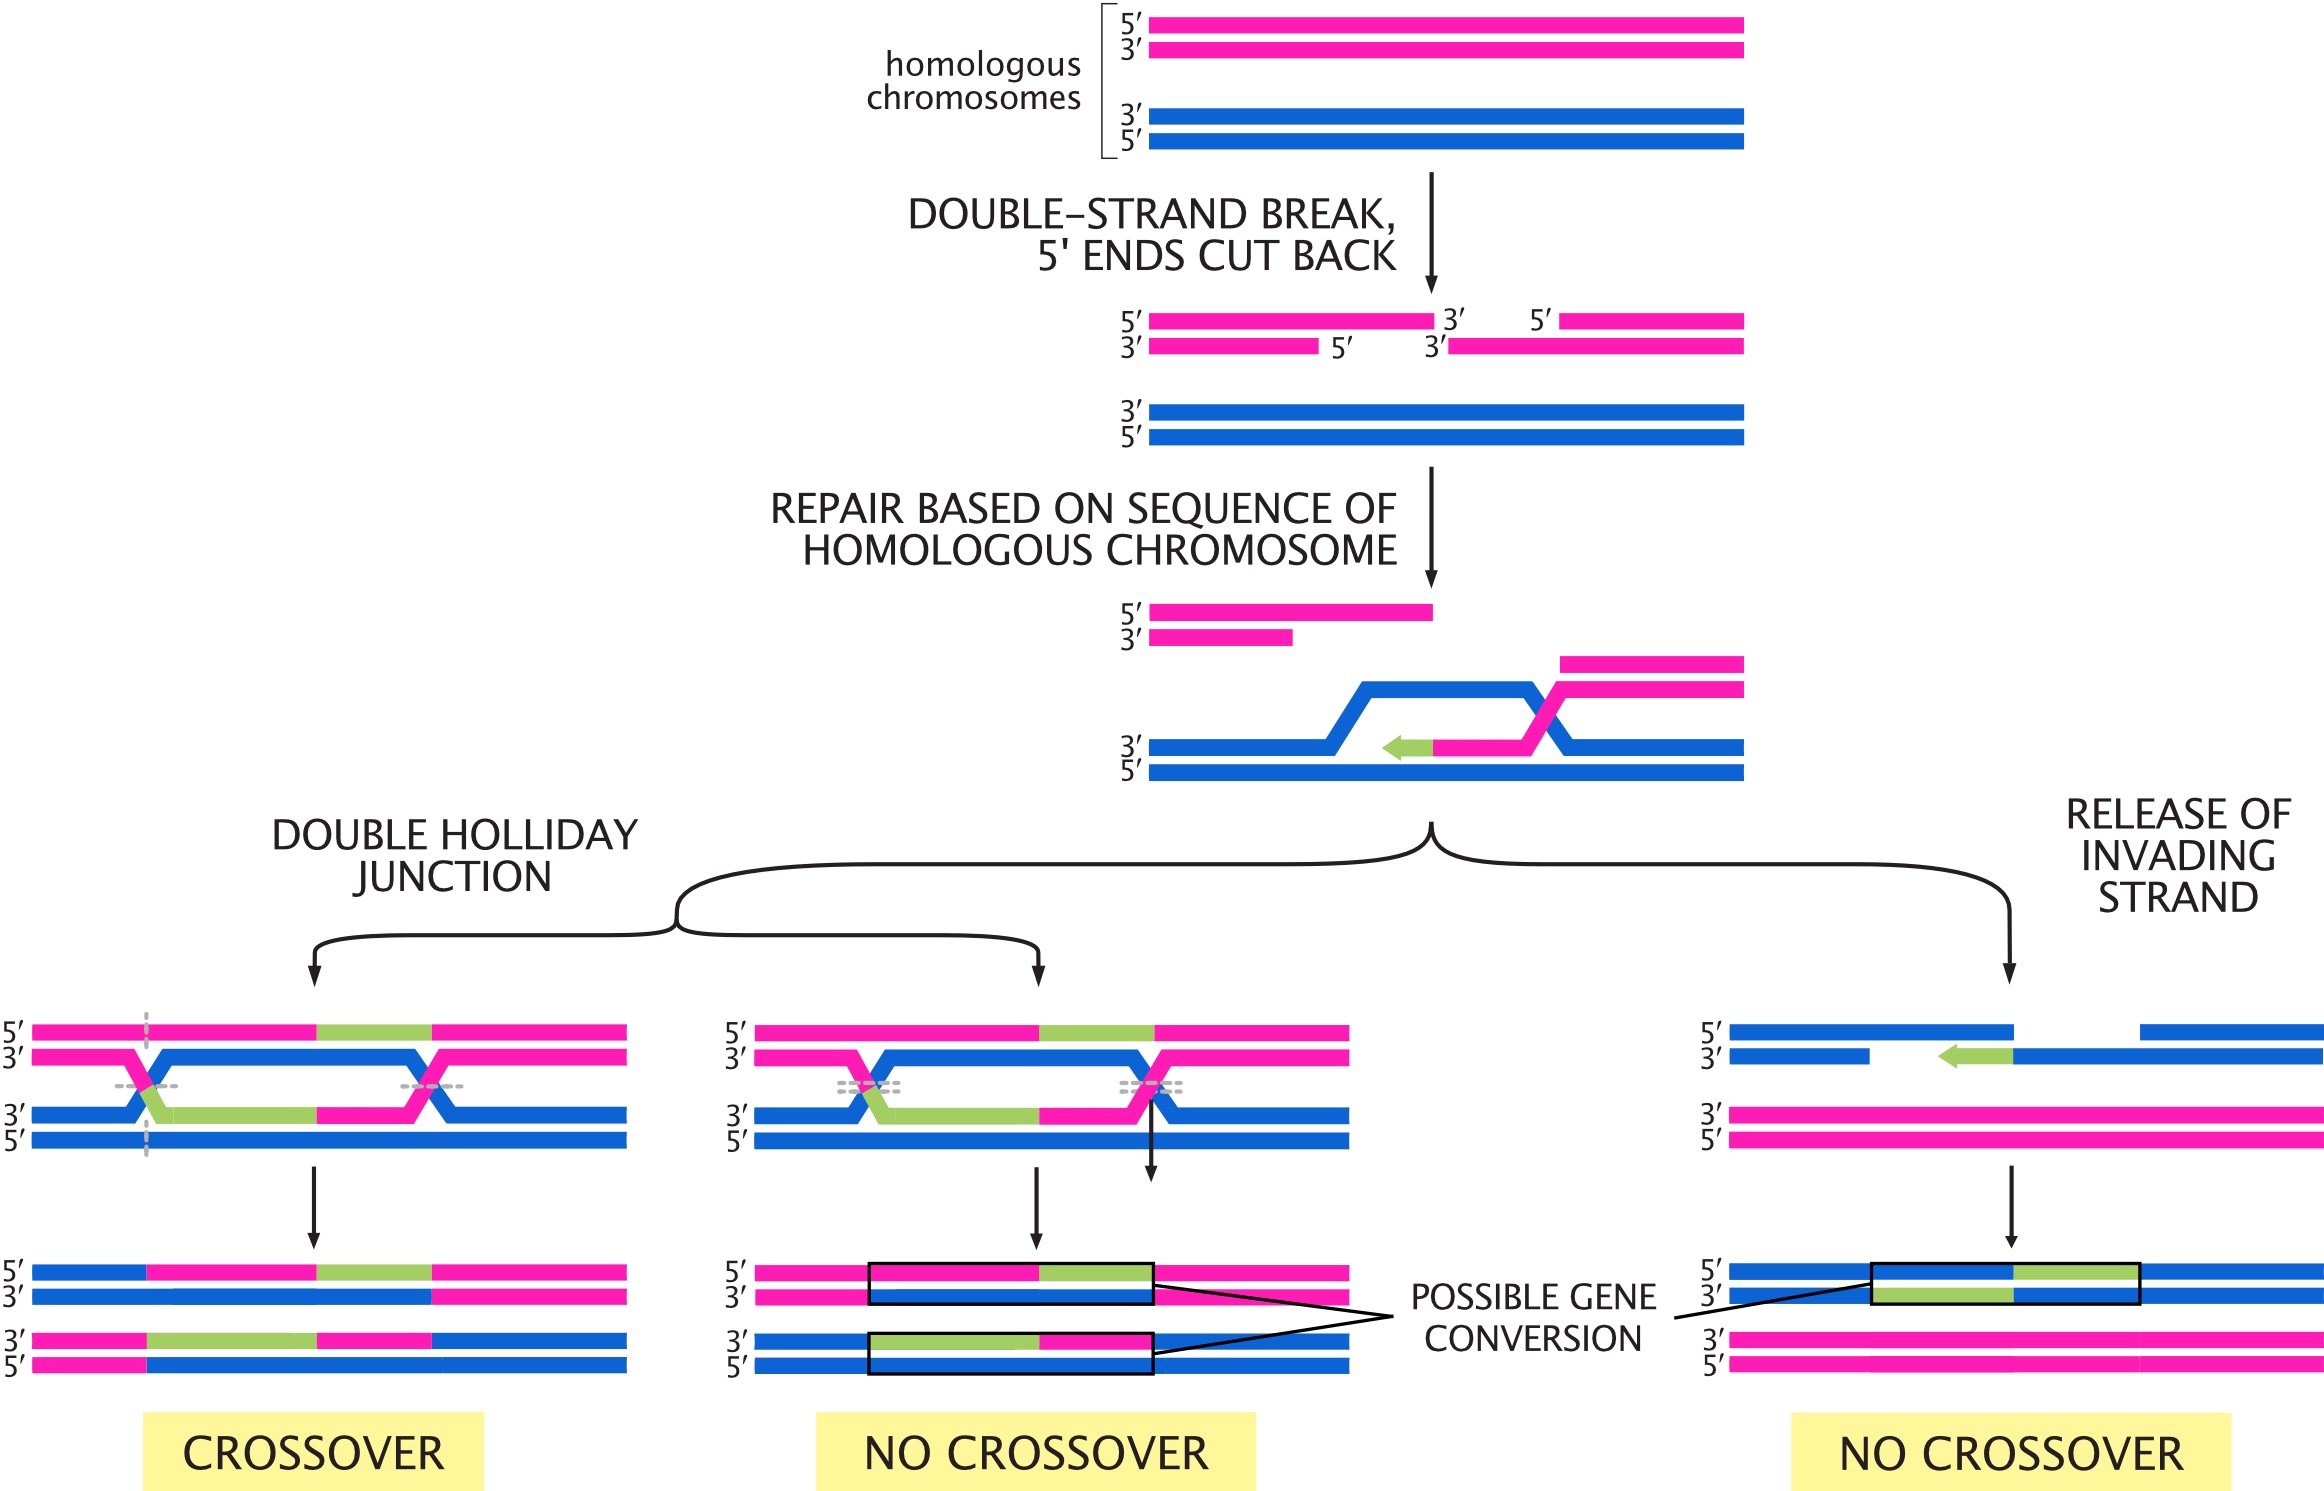 5′
3′
homologous
chromosomes
3′
5′
DOUBLE–STRAND BREAK,
5' ENDS CUT BACK
5′ 3′ 5′
3′ 5′ 3′
3′
5′
REPAIR BASED ON SEQUENCE OF
HOMOLOGOUS CHROMOSOME
5′
3′
3′
5′
DOUBLE HOLLIDAY
JUNCTION
RELEASE OF
INVADING
STRAND
5′
3′
3′
5′
5′
3′
3′
5′
5′
3′
3′
5′
5′
3′
3′
5′
5′
3′
3′
5′
POSSIBLE GENE
CONVERSION
5′
3′
3′
5′
CROSSOVER
NO CROSSOVER
NO CROSSOVER